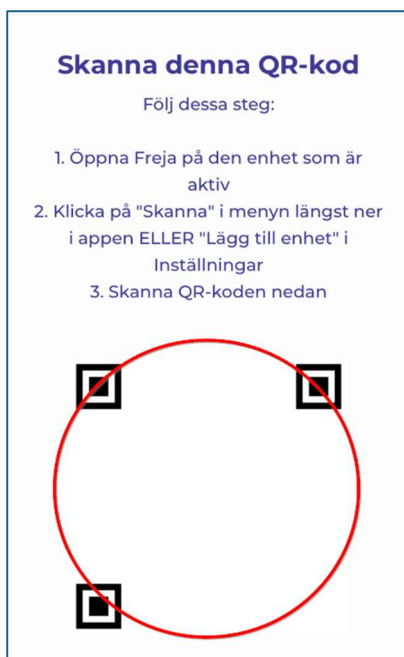 Skanna denna QR-kod
Följ dessa steg:
1. Öppna Freja på den enhet som är
aktiv
2. Klicka på "Skanna" i menyn längst ner
i appen ELLER "Lägg till enhet" i
Inställningar
3. Skanna QR-koden nedan